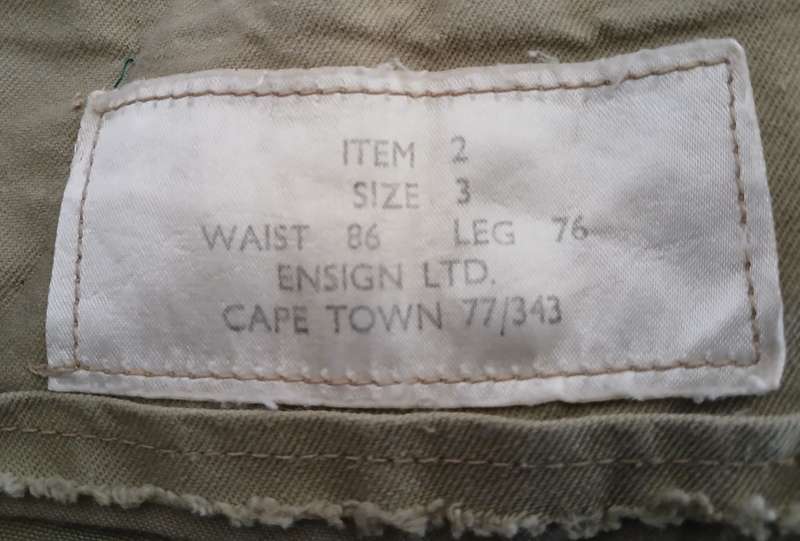 ITEM 2
SIZE 3
WAIST 86 LEG 76
ENSIGN LTD.
CAPE TOWN 77/343